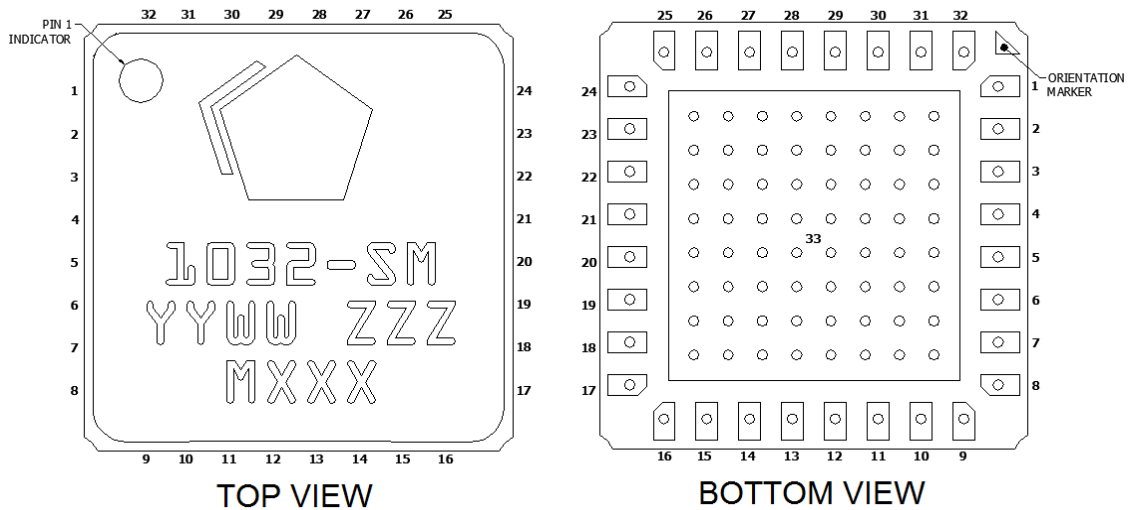 32 31 30 29 28 27 26 25
PIN 1
INDICATOR
1
2
3
4
5
6
7
8
24
23
22
21
20
19
18
17
1032-SM
YYWW ZZZ
MXXX
9 10 11 12 13 14 15 16
TOP VIEW
25 26 27 28 29 30 31 32
ORIENTATION
MARKER
24
23
22
21
20
19
18
17
1
2
3
4
5
6
7
8
33
16 15 14 13 12 11 10 9
BOTTOM VIEW